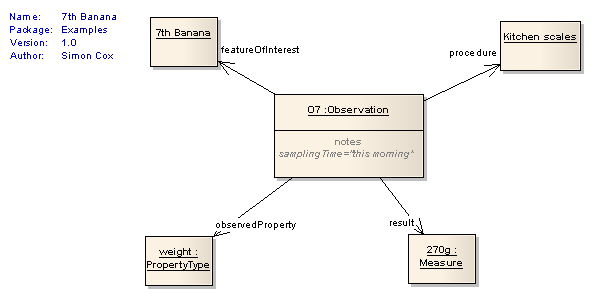 Name: 7th Banana
Package: Examples
Version: 1.0
Author: Simon Cox
7th Banana
Kitchen scales
featureOfInterest
procedure
O7 :Observation
notes
samplingTime="this morning"
observedProperty
result
weight :
PropertyType
270g :
Measure